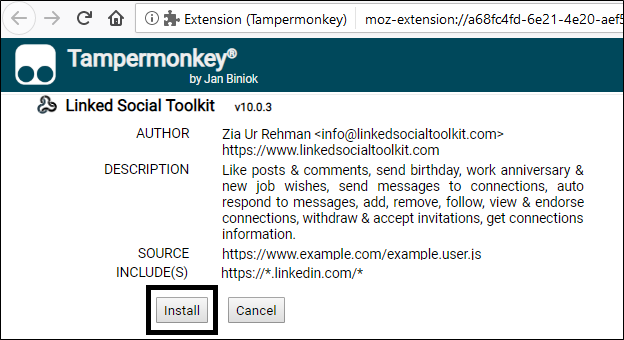 Extension (Tampermonkey) moz-extension://a68fc4fd-6e21-4e20-aef5
Tampermonkey®
by Jan Biniok
Linked Social Toolkit v10.0.3
AUTHOR Zia Ur Rehman <info@linkedsocialtoolkit.com>
https://www.linkedsocialtoolkit.com
DESCRIPTION Like posts & comments, send birthday, work anniversary &
new job wishes, send messages to connections, auto
respond to messages, add, remove, follow, view & endorse
connections, withdraw & accept invitations, get connections
information.
SOURCE https://www.example.com/example.user.js
INCLUDE(S) https://*.linkedin.com/*
Install Cancel